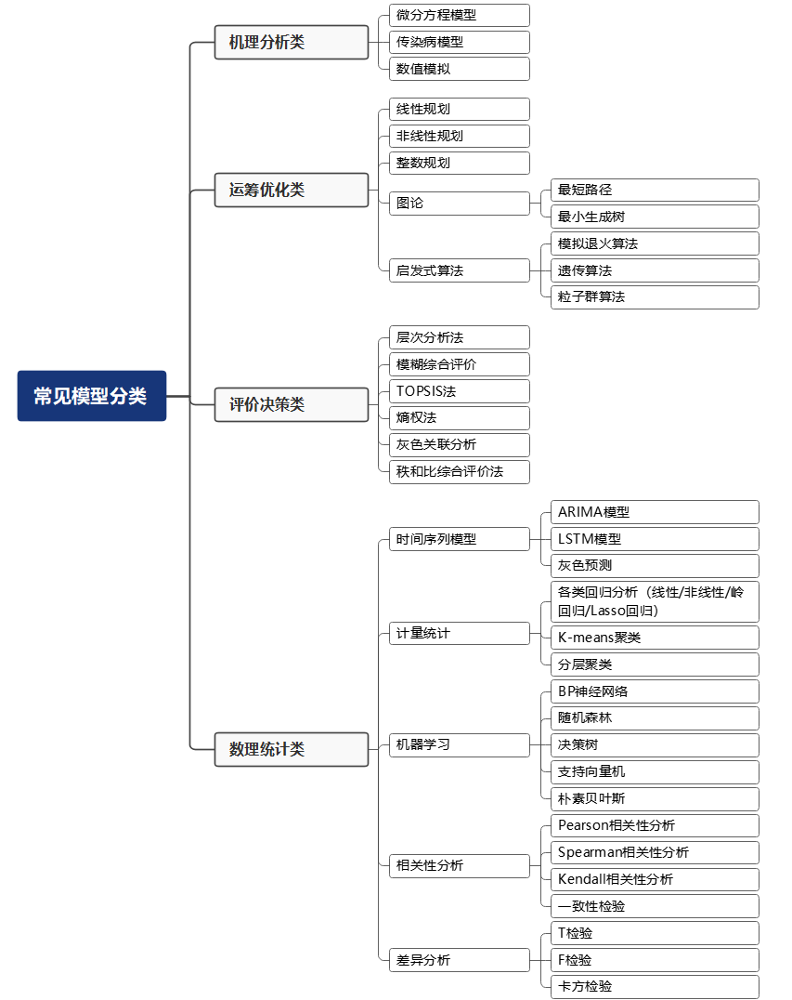 常见模型分类
机理分析类
微分方程模型
传染病模型
数值模拟
运筹优化类
线性规划
非线性规划
整数规划
图论
最短路径
最小生成树
启发式算法
模拟退火算法
遗传算法
粒子群算法
评价决策类
层次分析法
模糊综合评价
TOPSIS法
熵权法
灰色关联分析
秩和比综合评价法
数理统计类
时间序列模型
ARIMA模型
LSTM模型
灰色预测
计量统计
各类回归分析（线性/非线性/岭
回归/Lasso回归）
K-means聚类
分层聚类
机器学习
BP神经网络
随机森林
决策树
支持向量机
朴素贝叶斯
相关性分析
Pearson相关性分析
Spearman相关性分析
Kendall相关性分析
一致性检验
差异分析
T检验
F检验
卡方检验